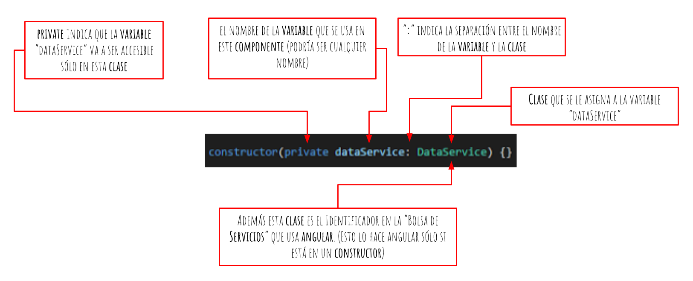 private indica que la variable
"dataService" va a ser accesible
sólo en esta clase
el nombre de la variable que se usa en
este componente (podría ser cualquier
nombre)
":" indica la separación entre el nombre
de la variable y la clase
Clase que se le asigna a la variable
"dataService"
constructor(private dataService: DataService) {}
Además esta clase es el identificador en la "Bolsa de
Servicios" que usa angular. (Esto lo hace angular sólo si
está en un constructor)